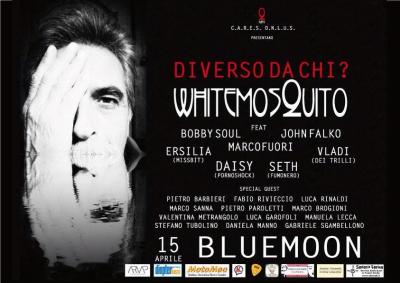 C.A.R.E.S. O.N.L.U.S.
PRESENTANO
DIVERSO DA CHI?
WHITEMOSQUITO
FEAT
BOBBY SOUL
JOHN FALKO
MARCOFUORI
ERSILIA
(MISSBIT)
VLADI
(DEI TRILLI)
DAISY
(PORNOSHOCK)
SETH
(FUMONERO)
SPECIAL GUEST
PIETRO BARBIERI FABIO RIVIECCIO LUCA RINALDI
MARCO SANNA PIETRO PAROLETTI MARCO BROGIONI
VALENTINA METRANGOLO LUCA GAROFOLI MANUELA LECCA
STEFANO TUBOLINO DANIELA MANNO GABRIELE SGAMBELLONO
15
APRILE
BLUEMOON
MotoMeo